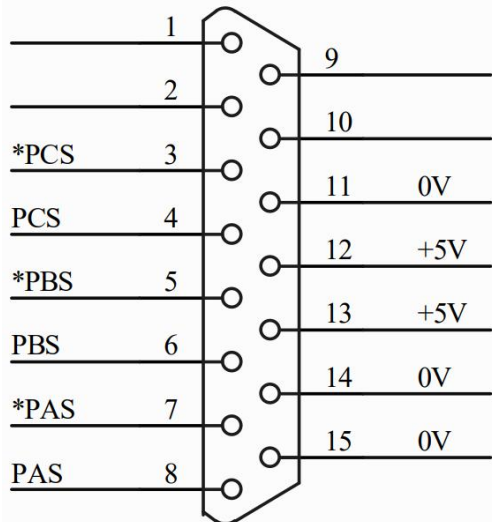 1
9
2
10
*PCS 3
11 0V
PCS 4
12 +5V
*PBS 5
13 +5V
PBS 6
14 0V
*PAS 7
15 0V
PAS 8